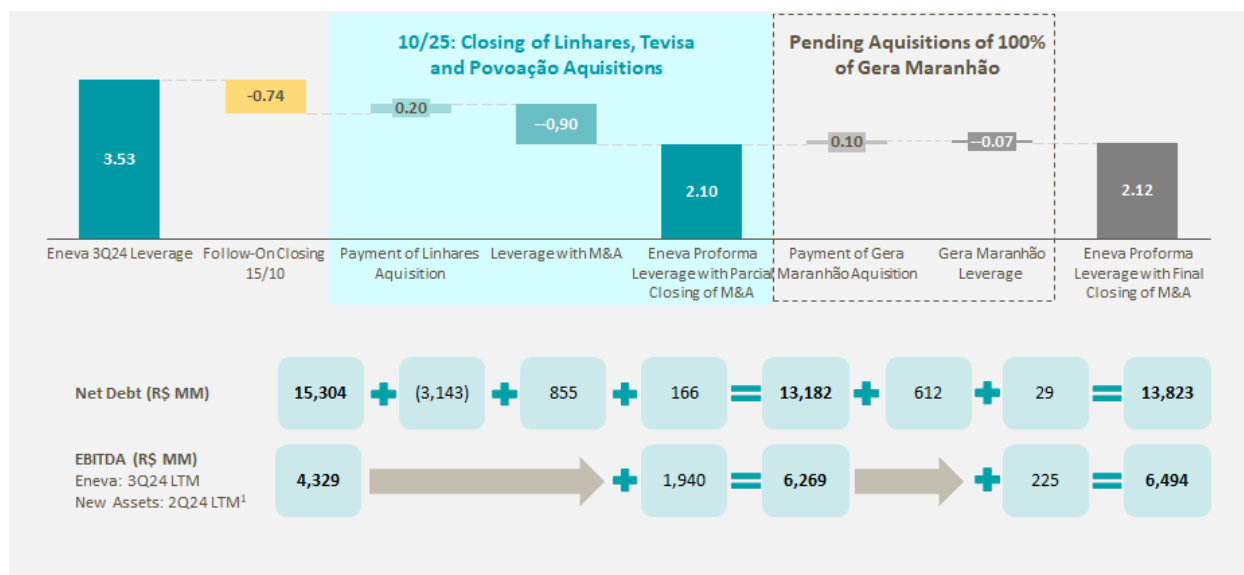 10/25: Closing of Linhares, Tevisa
and Povoação Aquisitions
Pending Aquisitions of 100%
of Gera Maranhão
3.53
-0.74
0.20
--0,90
2.10
0.10
--0.07
2.12
Eneva 3Q24 Leverage
Follow-On Closing
15/10
Payment of Linhares
Aquisition
Leverage with M&A
Eneva Proforma
Leverage with Parcial
Closing of M&A
Payment of Gera
Maranhão Aquisition
Gera Maranhão
Leverage
Eneva Proforma
Leverage with Final
Closing of M&A
Net Debt (R$ MM)
15,304 + (3,143) + 855 + 166 = 13,182 + 612 + 29 = 13,823
EBITDA (R$ MM)
Eneva: 3Q24 LTM
New Assets: 2Q24 LTM¹
4,329 + 1,940 = 6,269 + 225 = 6,494